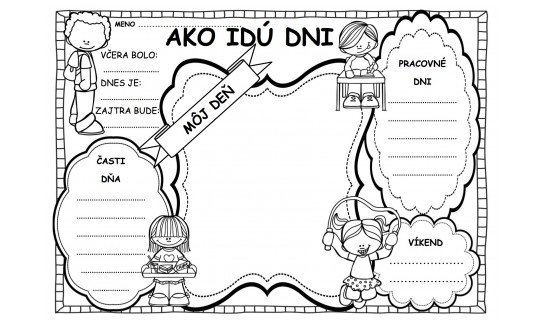 MENO
AKO IDÚ DNI
VČERA BOLO:
DNES JE:
ZAJTRA BUDE:
MÔJ DEŇ
PRACOVNÉ
DNI
ČASTI
DŇA
VÍKEND